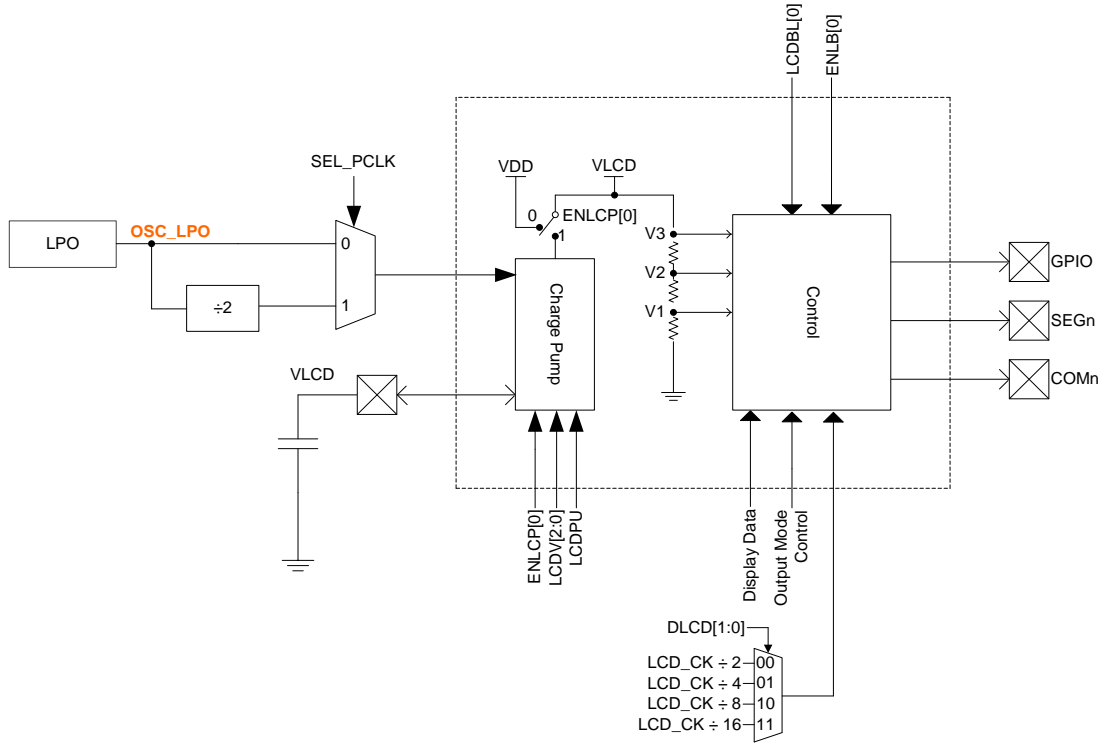 LCDBL[0]
ENLB[0]
SEL_PCLK
VDD
VLCD
0
ENLCP[0]
1
LPO
OSC_LPO
0
÷2
1
V3
V2
V1
Charge Pump
Control
GPIO
SEGn
COMn
VLCD
ENLCP[0]
LCDV[2:0]
LCDPU
Display Data
Output Mode
Control
DLCD[1:0]
LCD_CK ÷ 2 00
LCD_CK ÷ 4 01
LCD_CK ÷ 8 10
LCD_CK ÷ 16 11